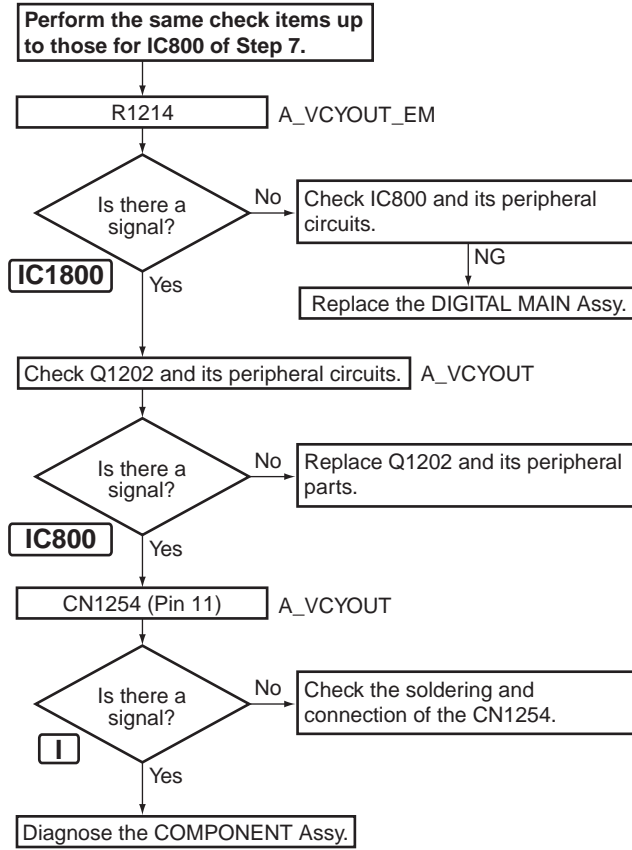 Perform the same check items up
to those for IC800 of Step 7.
R1214
A_VCYOUT_EM
Is there a
signal?
No
Check IC800 and its peripheral
circuits.
IC1800
Yes
NG
Replace the DIGITAL MAIN Assy.
Check Q1202 and its peripheral circuits.
A_VCYOUT
Is there a
signal?
No
Replace Q1202 and its peripheral
parts.
IC800
Yes
CN1254 (Pin 11)
A_VCYOUT
Is there a
signal?
No
Check the soldering and
connection of the CN1254.
I
Yes
Diagnose the COMPONENT Assy.